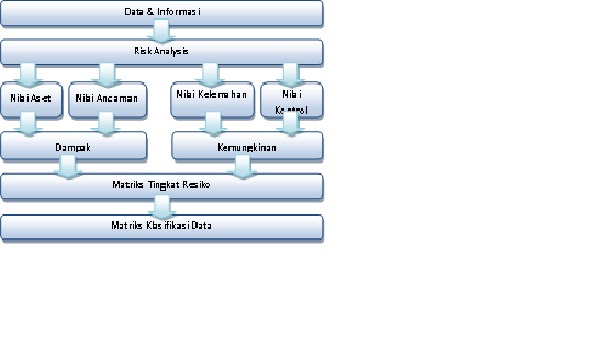 Data & Informasi
Risk Analysis
Nilai Aset
Nilai Ancaman
Nilai Kelemahan
Nilai
Dampak
Kemungkinan
Matriks Tingkat Resiko
Matriks Klasifikasi Data